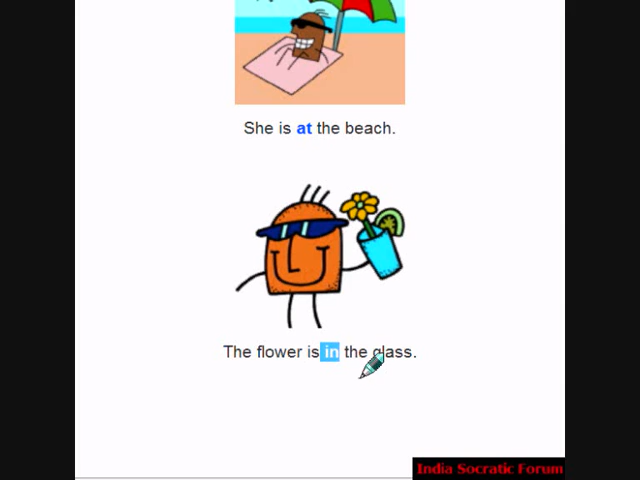 She is at the beach.
The flower is in the glass.
India Socratic Forum